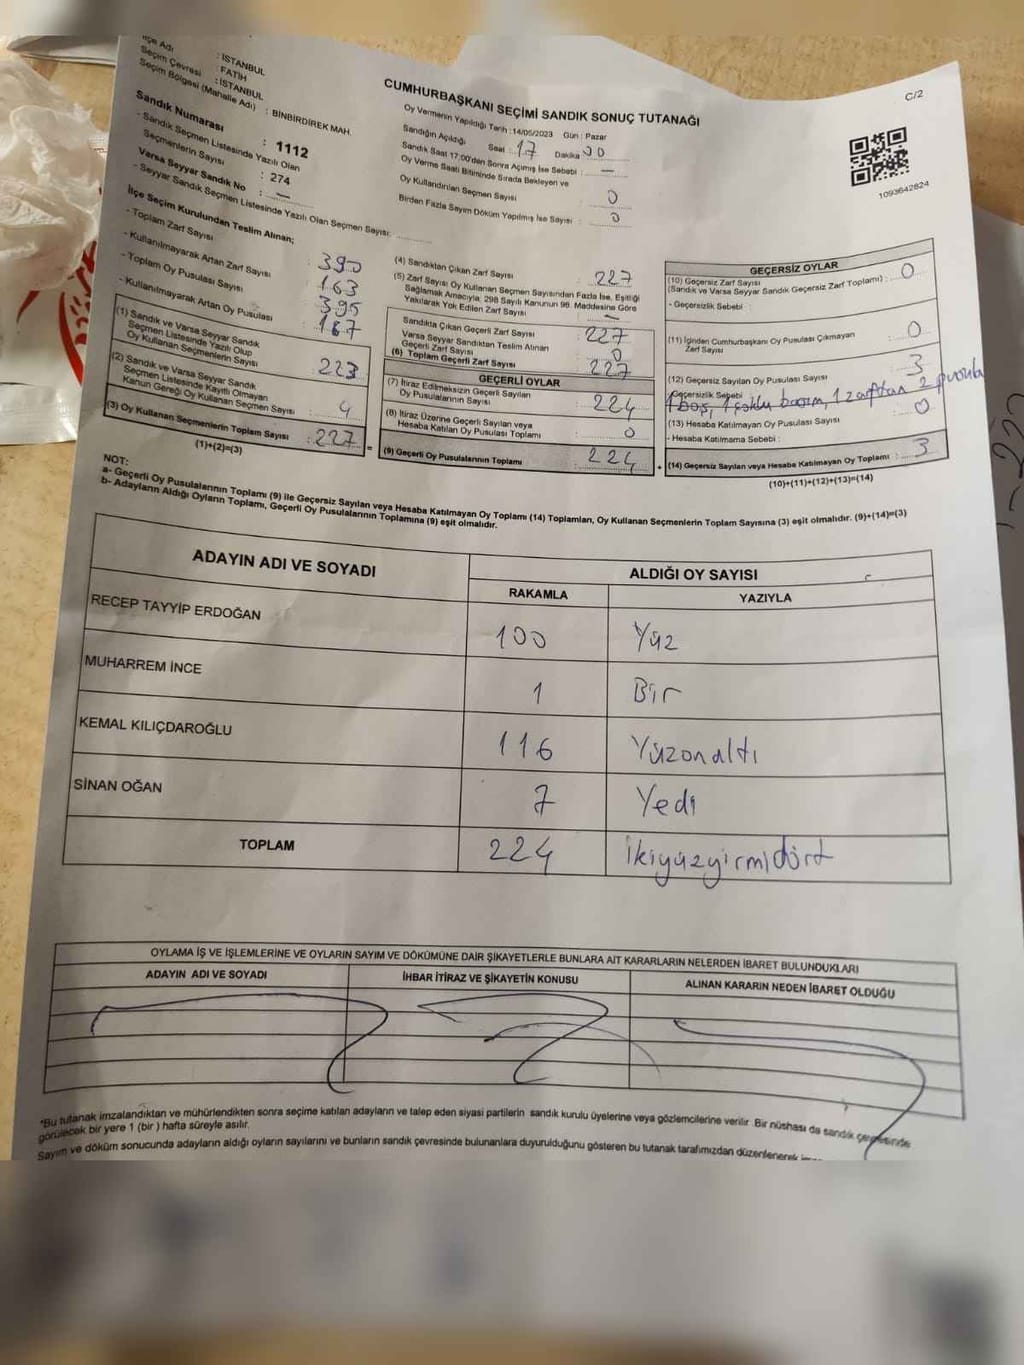 İlçe Adı : İSTANBUL
Seçim Çevresi : FATİH
Seçim Bölgesi (Mahalle Adı) : İSTANBUL
: BİNBİRDİREK MAH.
Sandık Numarası : 1112
- Sandık Seçmen Listesinde Yazılı Olan
Seçmenlerin Sayısı : 274
Varsa Seyyar Sandık No : —
- Seyyar Sandık Seçmen Listesinde Yazılı Olan Seçmen Sayısı:
CUMHURBAŞKANI SEÇİMİ SANDIK SONUÇ TUTANAĞI
C/2
Oy Vermenin Yapıldığı Tarih :14/05/2023 Gün : Pazar
Sandığın Açıldığı Saat : 17 Dakika 00
Sandık Saat 17:00'den Sonra Açılmış İse Sebebi : —
Oy Verme Saati Bitiminde Sırada Bekleyen ve
Oy Kullandırılan Seçmen Sayısı : 0
Birden Fazla Sayım Döküm Yapılmış İse Sayısı : 0
1093642824
İlçe Seçim Kurulundan Teslim Alınan;
- Toplam Zarf Sayısı : 390
- Kullanılmayarak Artan Zarf Sayısı : 163
- Toplam Oy Pusulası Sayısı : 395
- Kullanılmayarak Artan Oy Pusulası : 167
(1) Sandık ve Varsa Seyyar Sandık
Seçmen Listesinde Yazılı Olup
Oy Kullanan Seçmenlerin Sayısı : 223
(2) Sandık ve Varsa Seyyar Sandık
Seçmen Listesinde Kayıtlı Olmayan
Kanun Gereği Oy Kullanan Seçmen Sayısı : 4
(3) Oy Kullanan Seçmenlerin Toplam Sayısı : 227
(1)+(2)=(3)
(4) Sandıktan Çıkan Zarf Sayısı : 227
(5) Zarf Sayısı Oy Kullanan Seçmen Sayısından Fazla İse, Eşitliği
Sağlamak Amacıyla; 298 Sayılı Kanunun 98. Maddesine Göre
Yakılarak Yok Edilen Zarf Sayısı : —
Sandıkta Çıkan Geçerli Zarf Sayısı : 227
Varsa Seyyar Sandıktan Teslim Alınan
Geçerli Zarf Sayısı : 0
(6) Toplam Geçerli Zarf Sayısı : 227
GEÇERLİ OYLAR
(7) İtiraz Edilmeksizin Geçerli Sayılan
Oy Pusulalarının Sayısı : 224
(8) İtiraz Üzerine Geçerli Sayılan veya
Hesaba Katılan Oy Pusulası Toplamı : 0
(9) Geçerli Oy Pusulalarının Toplamı : 224
GEÇERSİZ OYLAR
(10) Geçersiz Zarf Sayısı
(Sandık ve Varsa Seyyar Sandık Geçersiz Zarf Toplamı) : 0
- Geçersizlik Sebebi :
(11) İçinden Cumhurbaşkanı Oy Pusulası Çıkmayan
Zarf Sayısı : 0
(12) Geçersiz Sayılan Oy Pusulası Sayısı : 3
- Geçersizlik Sebebi
1 boş, 1 çoklu basım, 1 zarftan 2 pusula
(13) Hesaba Katılmayan Oy Pusulası Sayısı : 0
- Hesaba Katılmama Sebebi :
(14) Geçersiz Sayılan veya Hesaba Katılmayan Oy Toplamı : 3
(10)+(11)+(12)+(13)=(14)
NOT:
a- Geçerli Oy Pusulalarının Toplamı (9) ile Geçersiz Sayılan veya Hesaba Katılmayan Oy Toplamı (14) Toplamları, Oy Kullanan Seçmenlerin Toplam Sayısına (3) eşit olmalıdır. (9)+(14)=(3)
b- Adayların Aldığı Oyların Toplamı, Geçerli Oy Pusulalarının Toplamına (9) eşit olmalıdır.
ADAYIN ADI VE SOYADI
ALDIĞI OY SAYISI
RAKAMLA YAZIYLA
RECEP TAYYİP ERDOĞAN 100 Yüz
MUHARREM İNCE 1 Bir
KEMAL KILIÇDAROĞLU 116 Yüzonaltı
SİNAN OĞAN 7 Yedi
TOPLAM 224 İkiyüzyirmidört
OYLAMA İŞ VE İŞLEMLERİNE VE OYLARIN SAYIM VE DÖKÜMÜNE DAİR ŞİKAYETLERLE BUNLARA AİT KARARLARIN NELERDEN İBARET BULUNDUKLARI
ADAYIN ADI VE SOYADI İHBAR İTİRAZ VE ŞİKAYETİN KONUSU ALINAN KARARIN NEDEN İBARET OLDUĞU
"Bu tutanak imzalandıktan ve mühürlendikten sonra seçime katılan adayların ve talep eden siyasi partilerin sandık kurulu üyelerine veya gözlemcilerine verilir. Bir nüshası da sandık çevresinde
görülecek bir yere 1 (bir ) hafta süreyle asılır.
Sayım ve döküm sonucunda adayların aldığı oyların sayılarını ve bunların sandık çevresinde bulunanlara duyurulduğunu gösteren bu tutanak tarafımızdan düzenlenerek